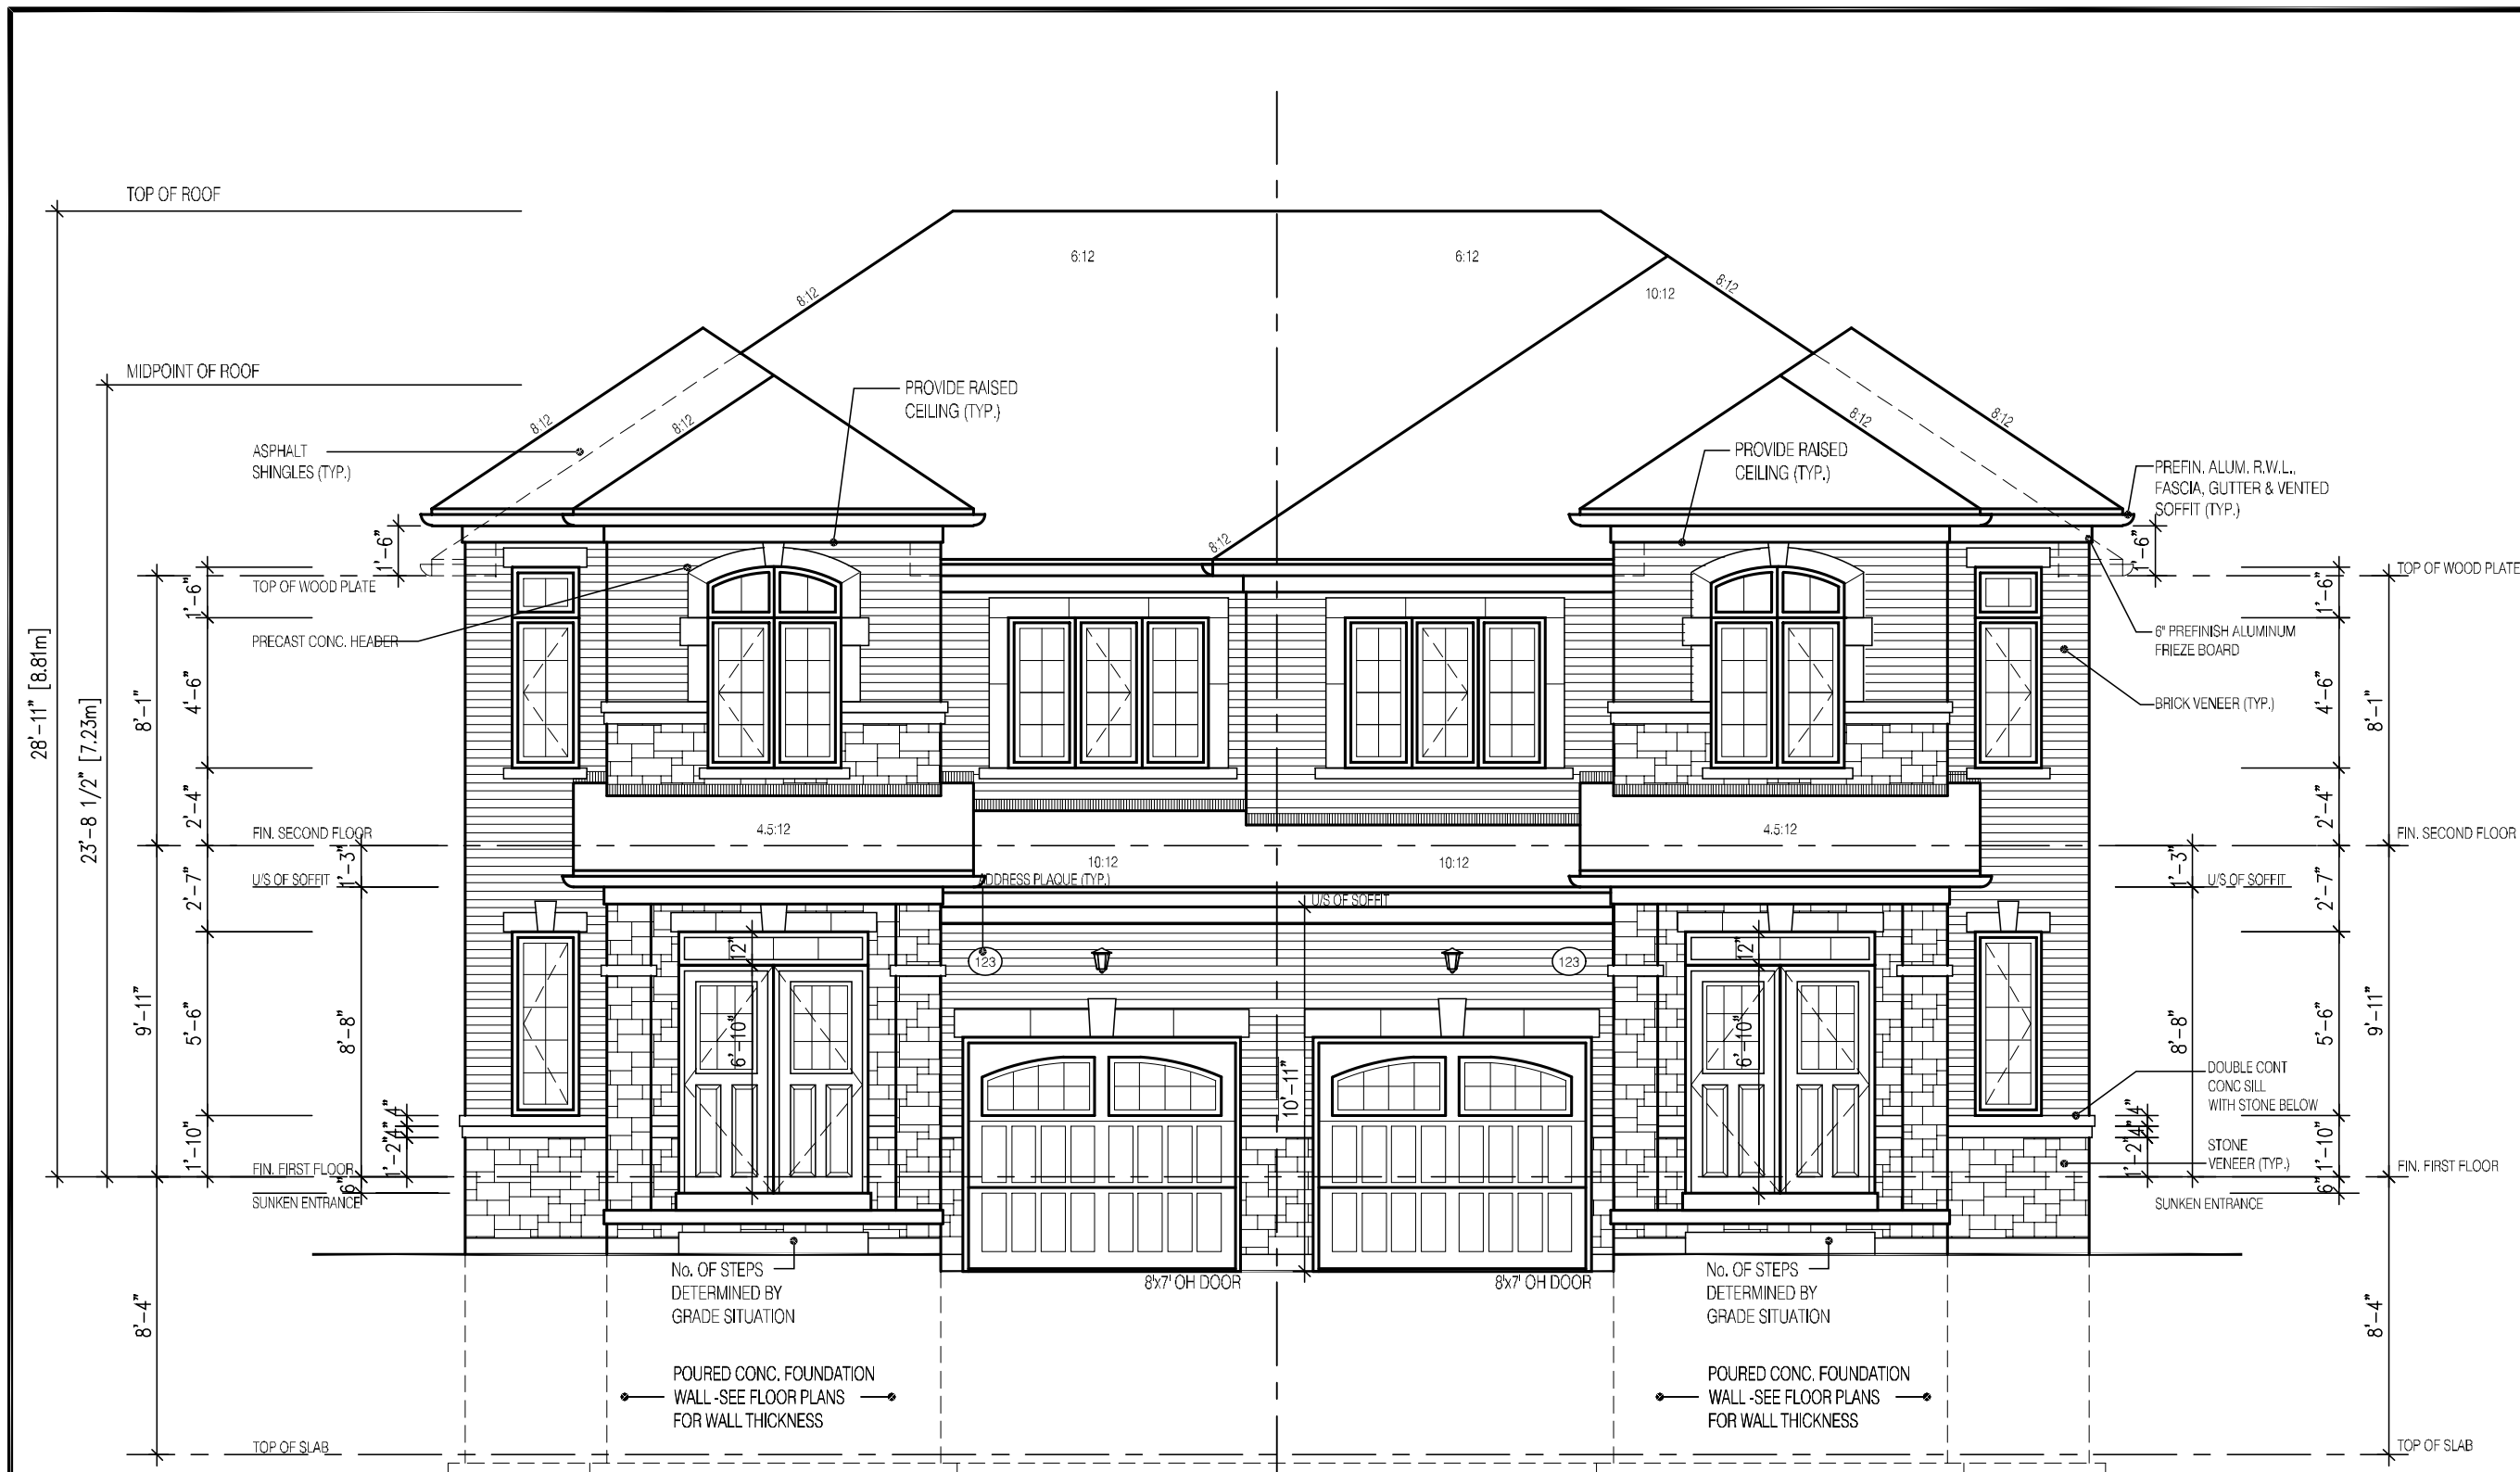 TOP OF ROOF
6:12
6:12
8:12
8:12
10:12
MIDPOINT OF ROOF
PROVIDE RAISED
CEILING (TYP.)
8:12
8:12
8:12
8:12
ASPHALT
SHINGLES (TYP.)
PROVIDE RAISED
CEILING (TYP.)
PREFIN. ALUM. R.W.L.,
FASCIA, GUTTER & VENTED
SOFFIT (TYP.)
1'-6"
1'-6"
8:12
TOP OF WOOD PLATE
TOP OF WOOD PLATE
1'-6"
1'-6"
PRECAST CONC. HEADER
6" PREFINISH ALUMINUM
FRIEZE BOARD
28'-11" [8.81m]
23'-8 1/2" [7.23m]
8'-1"
4'-6"
4'-6"
8'-1"
BRICK VENEER (TYP.)
2'-4"
2'-4"
FIN. SECOND FLOOR
4.5:12
4.5:12
FIN. SECOND FLOOR
10:12
10:12
1'-3"
1'-3"
U/S OF SOFFIT
ADDRESS PLAQUE (TYP.)
U/S OF SOFFIT
2'-7"
2'-7"
U/S OF SOFFIT
12"
12"
123
123
9'-11"
5'-6"
8'-8"
6'-10"
6'-10"
8'-8"
5'-6"
9'-11"
10'-11"
DOUBLE CONT
CONC SILL
WITH STONE BELOW
4"
4"
4"
4"
1'-10"
1'-2"
1'-2"
1'-10"
STONE
VENEER (TYP.)
FIN. FIRST FLOOR
FIN. FIRST FLOOR
6"
6"
SUNKEN ENTRANCE
SUNKEN ENTRANCE
No. OF STEPS
DETERMINED BY
GRADE SITUATION
8'x7' OH DOOR
8'x7' OH DOOR
No. OF STEPS
DETERMINED BY
GRADE SITUATION
8'-4"
8'-4"
POURED CONC. FOUNDATION
WALL -SEE FLOOR PLANS
FOR WALL THICKNESS
POURED CONC. FOUNDATION
WALL -SEE FLOOR PLANS
FOR WALL THICKNESS
TOP OF SLAB
TOP OF SLAB